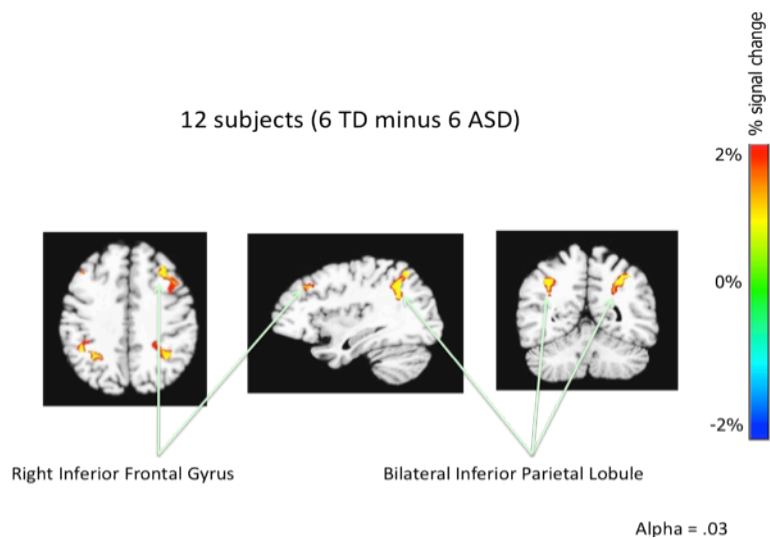 % signal change
12 subjects (6 TD minus 6 ASD)
2%
0%
-2%
Right Inferior Frontal Gyrus
Bilateral Inferior Parietal Lobule
Alpha = .03